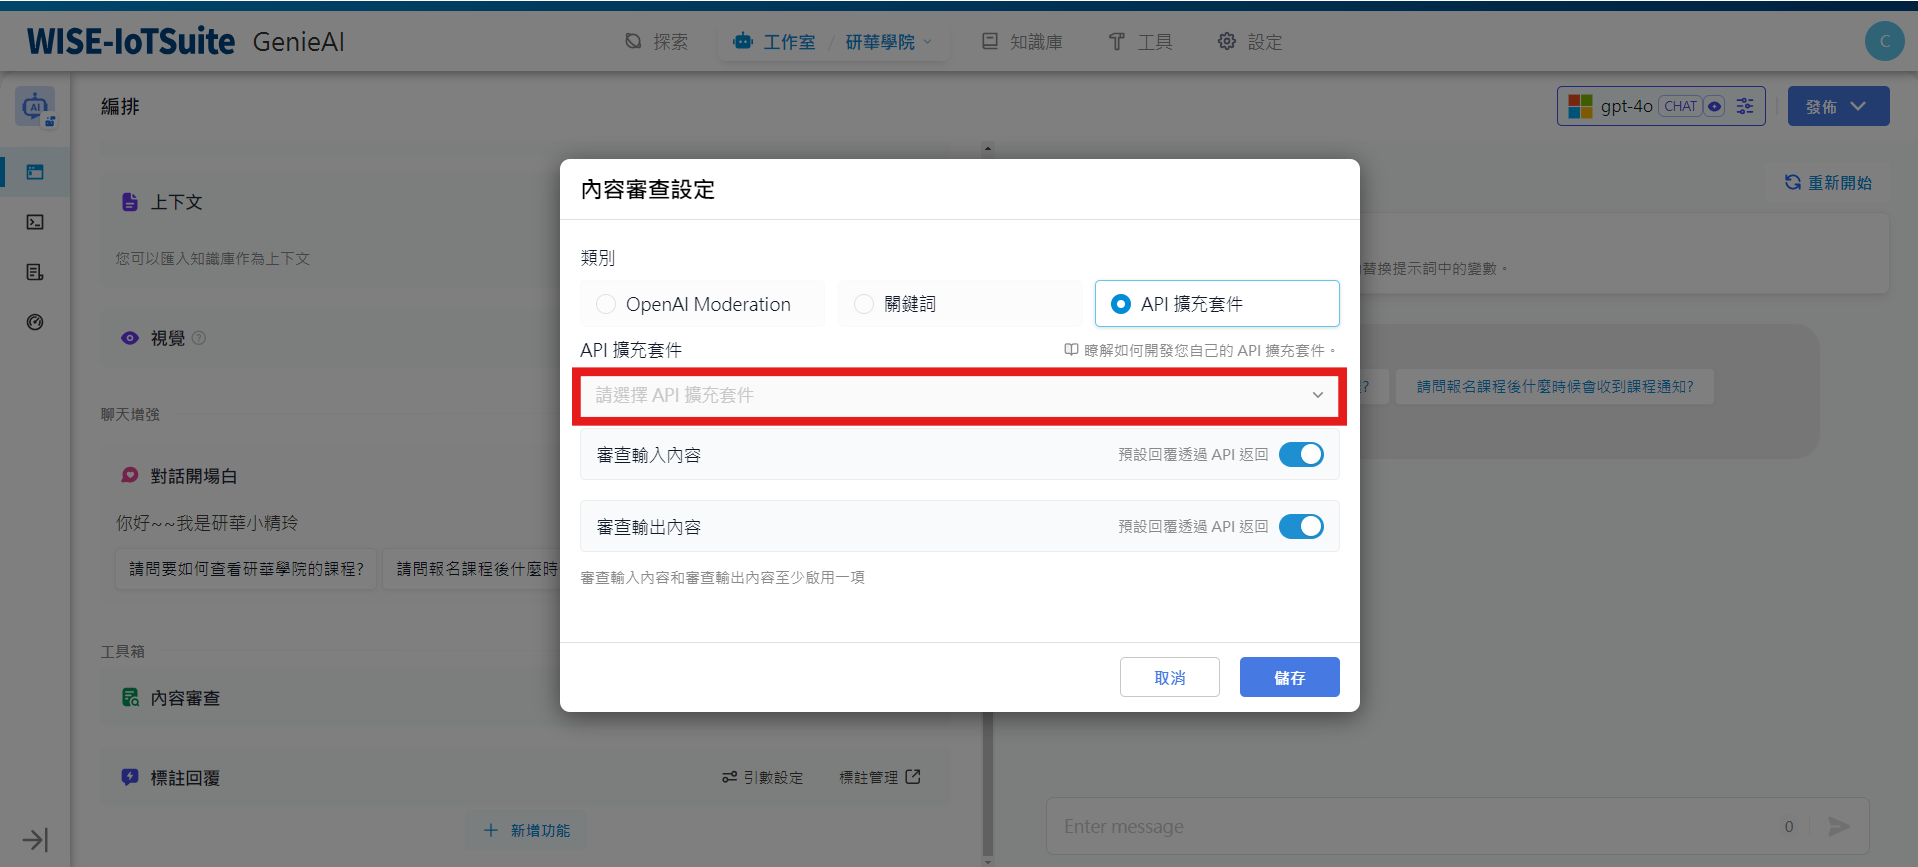 WISE-IoTSuite GenieAI
探索
工作室 / 研華學院
知識庫
工具
設定
C
編排
gpt-4o CHAT
發佈
上下文
您可以匯入知識庫作為上下文
視覺
聊天增強
對話開場白
你好~~我是研華小精玲
請問要如何查看研華學院的課程?
請問報名課程後什麼時
工具箱
內容審查
標註回覆
引數設定
標註管理
新增功能
內容審查設定
類別
OpenAI Moderation
關鍵詞
API 擴充套件
API 擴充套件
瞭解如何開發您自己的 API 擴充套件。
請選擇 API 擴充套件
審查輸入內容
預設回覆透過 API 返回
審查輸出內容
預設回覆透過 API 返回
審查輸入內容和審查輸出內容至少啟用一項
取消
儲存
重新開始
替換提示詞中的變數。
?
請問報名課程後什麼時候會收到課程通知?
Enter message
0